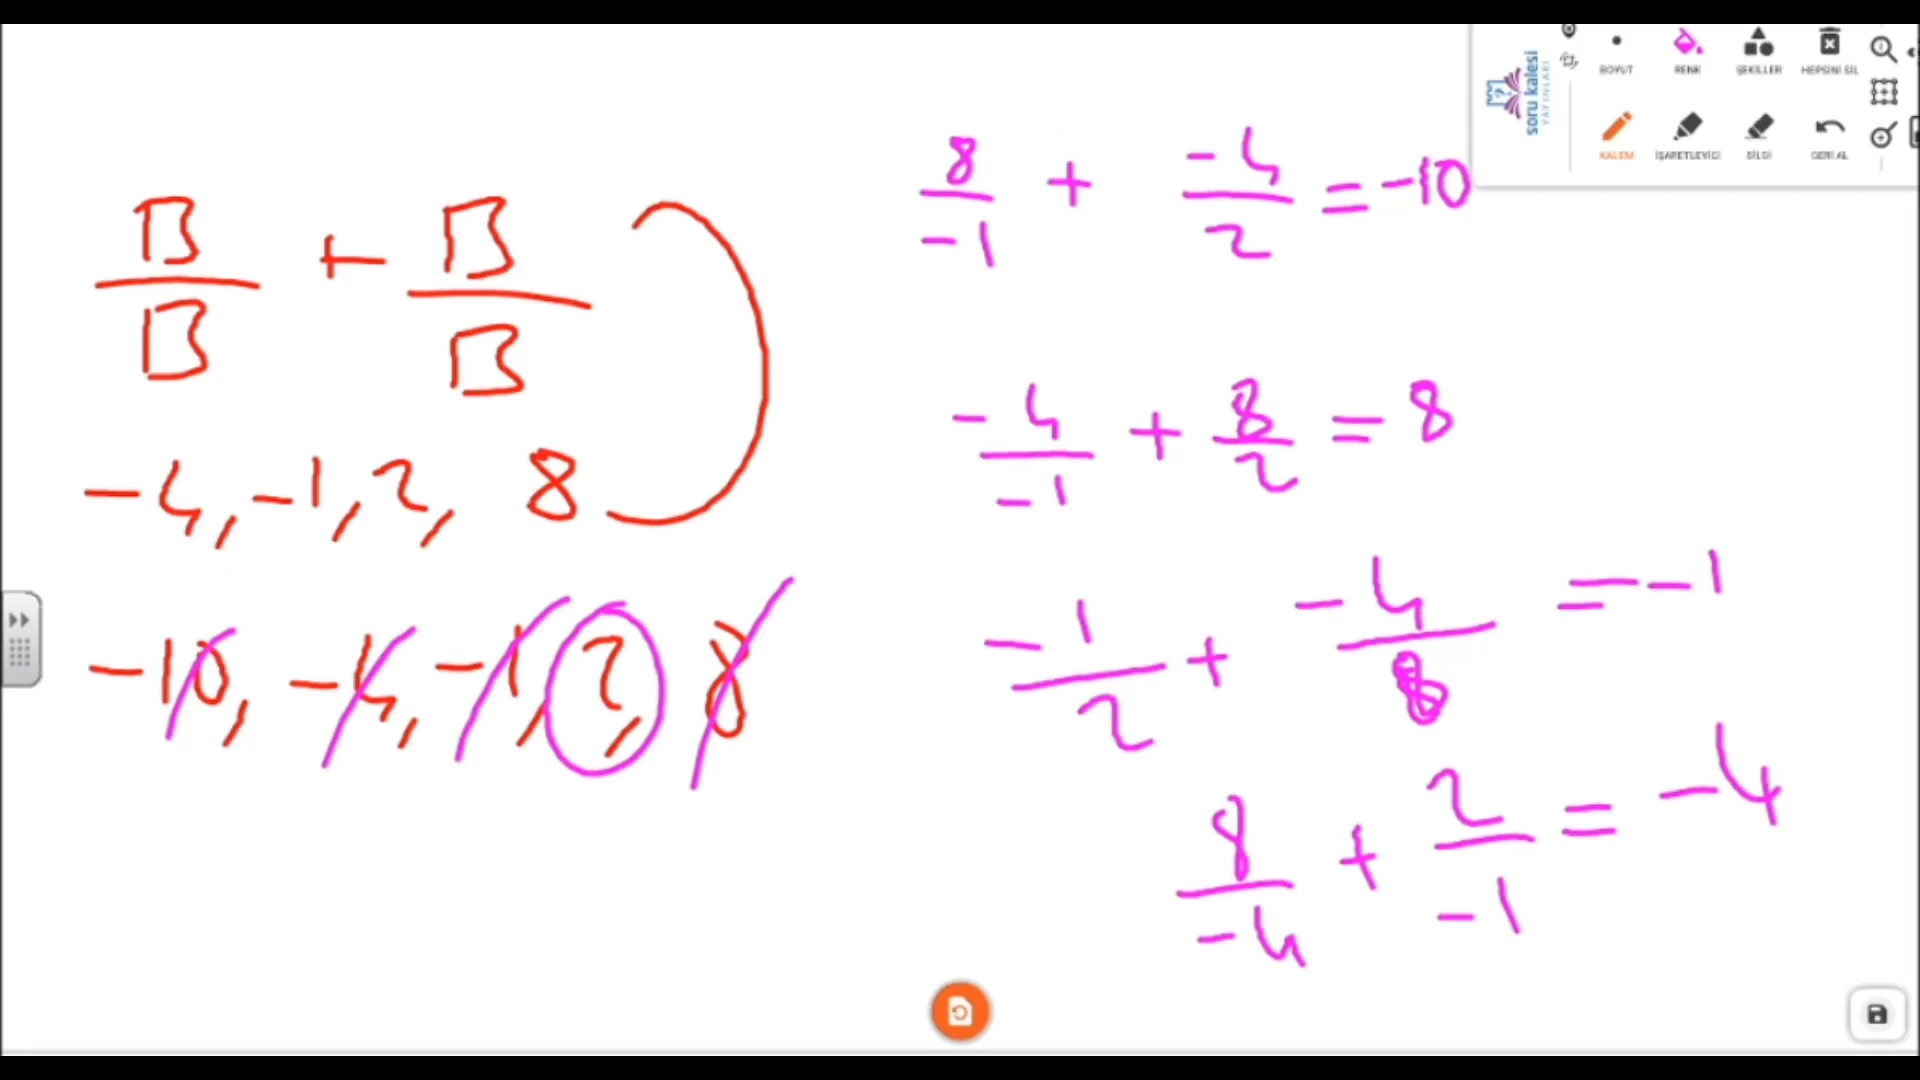 □/□ + □/□
-4, -1, 2, 8
-10, -4, -1, 2, 8
8/-1 + -4/2 = -10
-4/-1 + 8/2 = 8
-1/2 + -4/8 = -1
8/-4 + 2/-1 = -4
soru kalesi
YAYINLARI
BOYUT RENK ŞEKİLLER HEPSİNİ SİL
KALEM İŞARETLEYİCİ SİLGİ GERİ AL